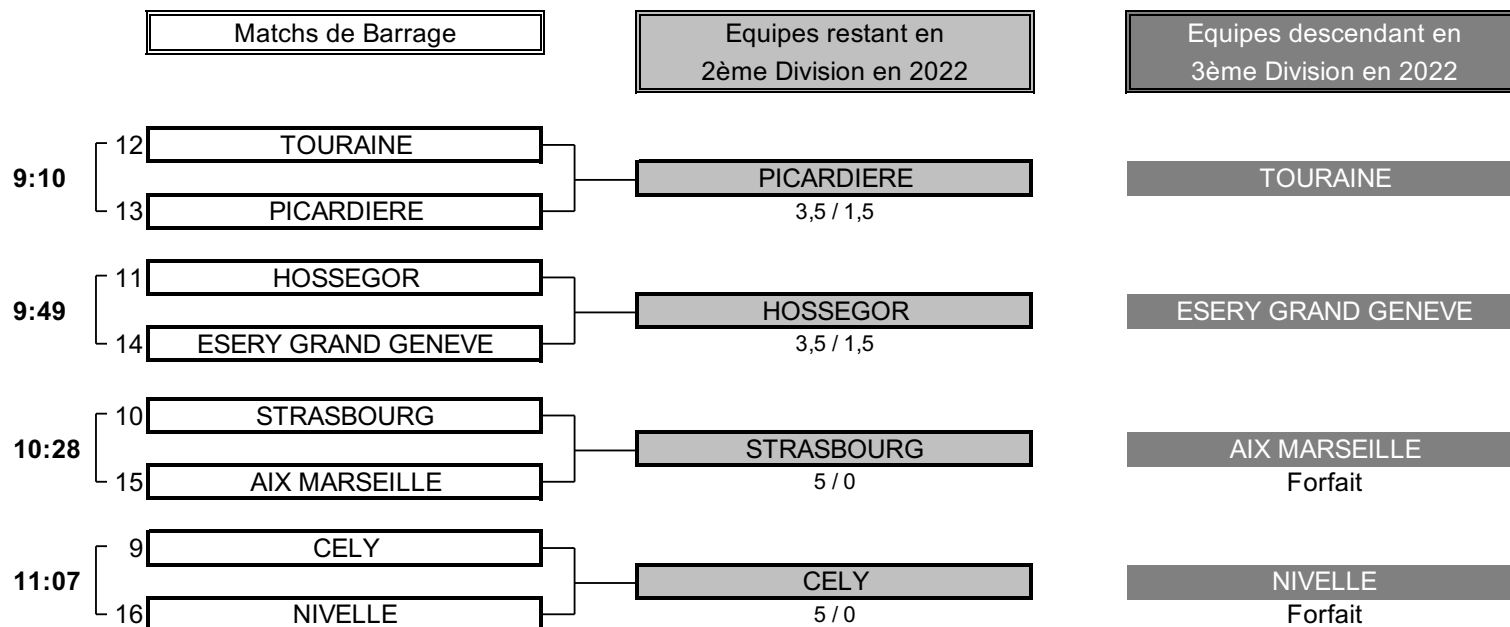 Matchs de Barrage
Equipes restant en
2ème Division en 2022
Equipes descendant en
3ème Division en 2022
12 TOURAINE
9:10 PICARDIERE TOURAINE
13 PICARDIERE 3,5 / 1,5
11 HOSSEGOR
9:49 HOSSEGOR ESERY GRAND GENEVE
14 ESERY GRAND GENEVE 3,5 / 1,5
10 STRASBOURG
10:28 STRASBOURG AIX MARSEILLE
15 AIX MARSEILLE 5 / 0 Forfait
9 CELY
11:07 CELY NIVELLE
16 NIVELLE 5 / 0 Forfait